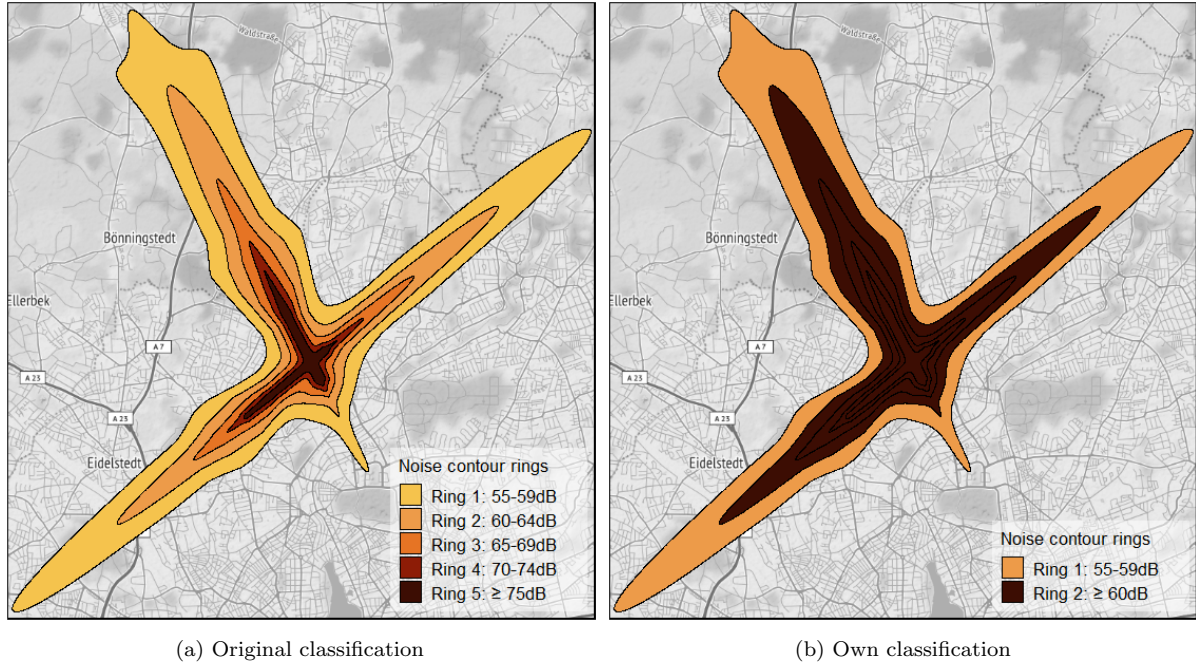 Waldstraße
Bönningstedt
Ellerbek
A 7
A 23
A 23
Eidelstedt
Noise contour rings
Ring 1: 55-59dB
Ring 2: 60-64dB
Ring 3: 65-69dB
Ring 4: 70-74dB
Ring 5: ≥ 75dB
(a) Original classification
Waldstraße
Bönningstedt
Ellerbek
A 7
A 23
A 23
Eidelstedt
Noise contour rings
Ring 1: 55-59dB
Ring 2: ≥ 60dB
(b) Own classification